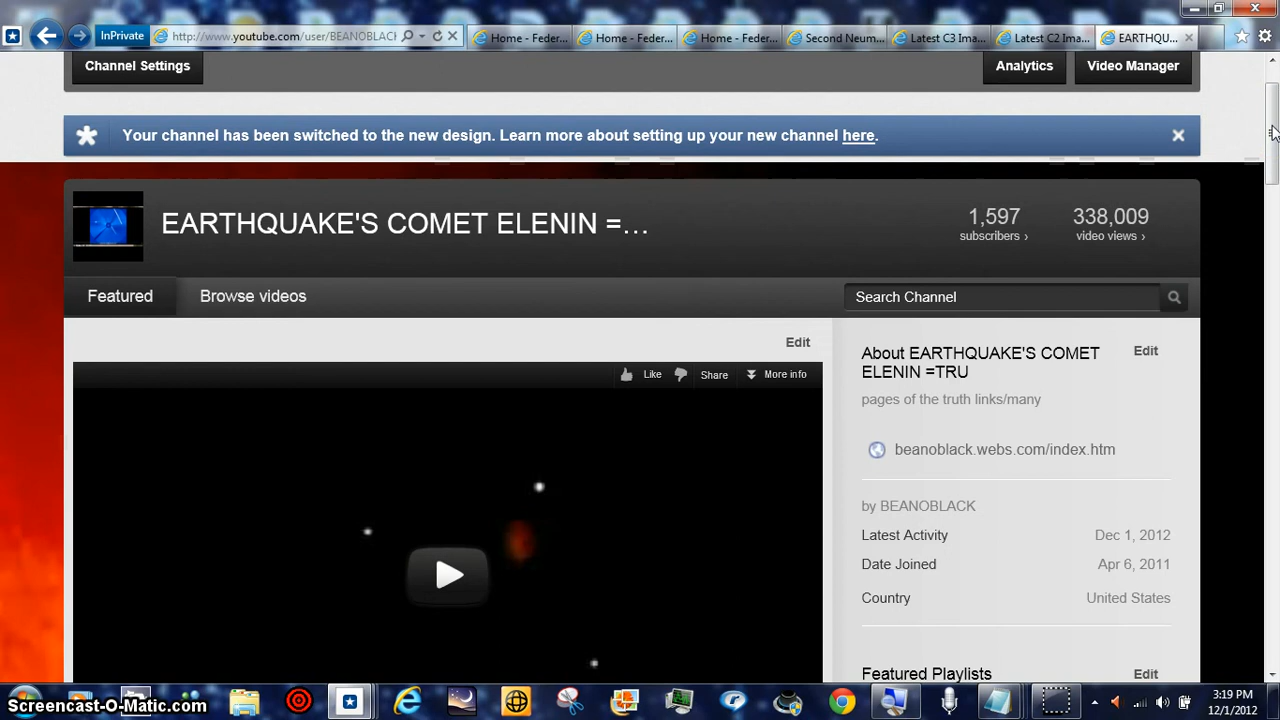 InPrivate
http://www.youtube.com/user/BEANOBLACK
Home - Feder...
Home - Feder...
Home - Feder...
Second Neum...
Latest C3 Ima...
Latest C2 Ima...
EARTHQU...
Channel Settings
Analytics
Video Manager
Your channel has been switched to the new design. Learn more about setting up your new channel here.
EARTHQUAKE'S COMET ELENIN =...
1,597
subscribers ›
338,009
video views ›
Featured
Browse videos
Search Channel
Edit
Like
Share
More info
About EARTHQUAKE'S COMET
ELENIN =TRU
Edit
pages of the truth links/many
beanoblack.webs.com/index.htm
by BEANOBLACK
Latest Activity Dec 1, 2012
Date Joined Apr 6, 2011
Country United States
Featured Playlists
Edit
3:19 PM
12/1/2012
Screencast-O-Matic.com